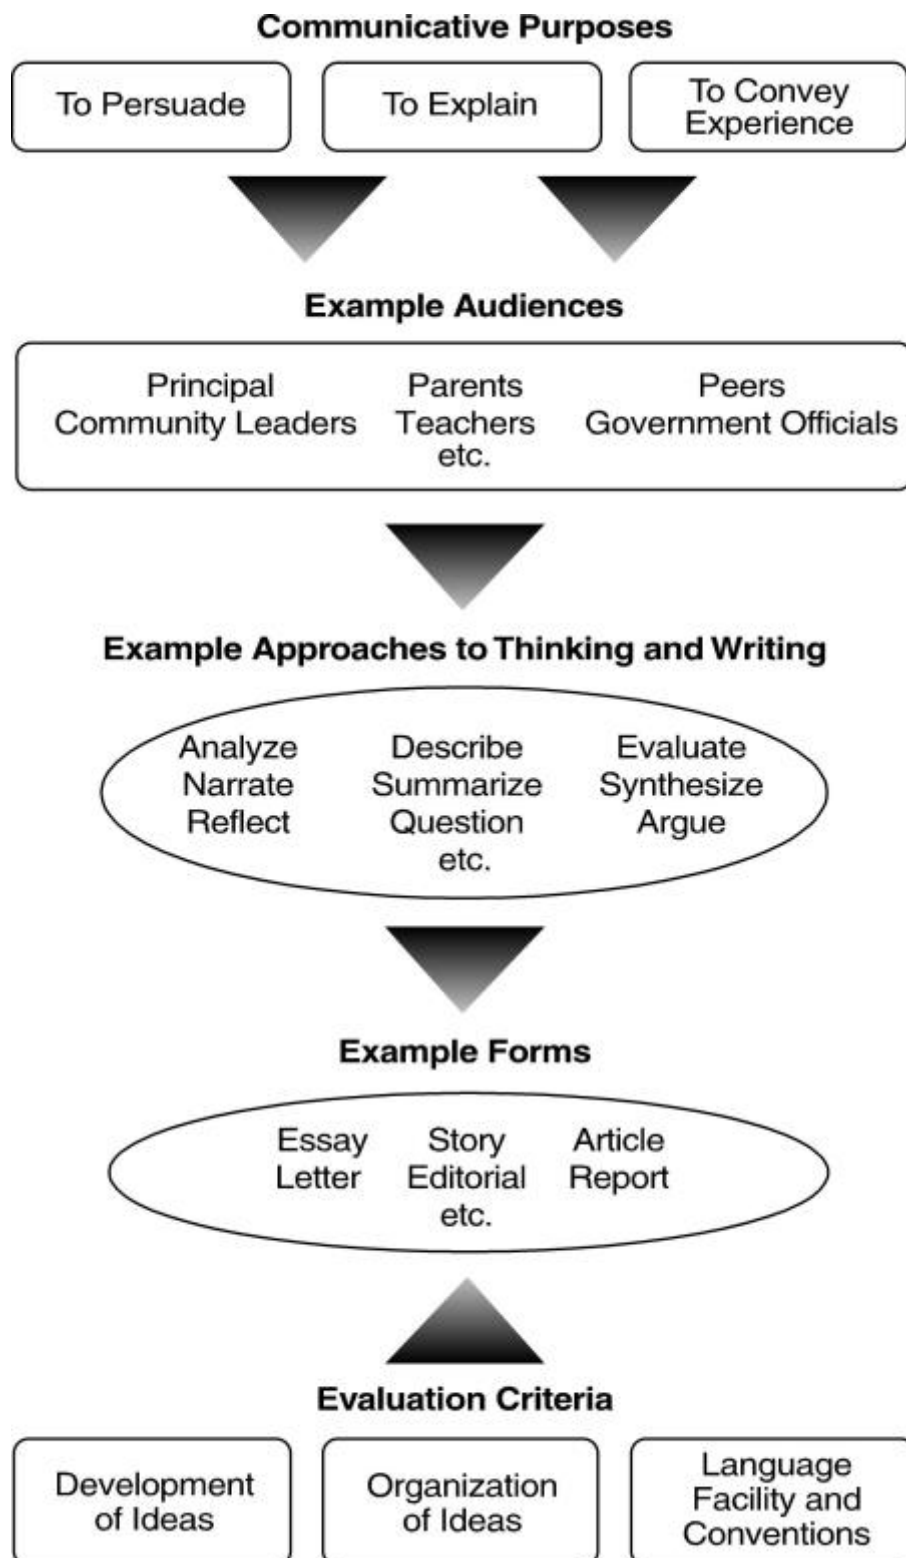 Communicative Purposes
To Persuade
To Explain
To Convey
Experience
Example Audiences
Principal Parents Peers
Community Leaders Teachers Government Officials
etc.
Example Approaches to Thinking and Writing
Analyze Describe Evaluate
Narrate Summarize Synthesize
Reflect Question Argue
etc.
Example Forms
Essay Story Article
Letter Editorial Report
etc.
Evaluation Criteria
Development
of Ideas
Organization
of Ideas
Language
Facility and
Conventions